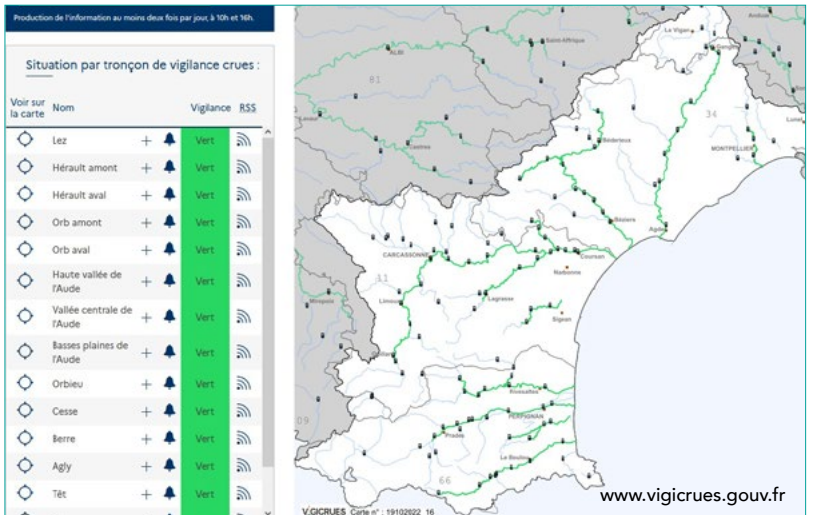 Production de l'information au moins deux fois par jour, à 10h et 16h.
Situation par tronçon de vigilance crues :
Voir sur la carte Nom Vigilance RSS
Lez + Vert
Hérault amont + Vert
Hérault aval + Vert
Orb amont + Vert
Orb aval + Vert
Haute vallée de
l'Aude + Vert
Vallée centrale de
l'Aude + Vert
Basses plaines de
l'Aude + Vert
Orbieu + Vert
Cesse + Vert
Berre + Vert
Agly + Vert
Têt + Vert
Le Vigan
Ganges
Saint-Affrique
ALBI
81
34
Castres
Bédarieux
MONTPELLIER
Béziers
Agde
CARCASSONNE
Coursan
Narbonne
11
Limoux
Lagrasse
Mirepoix
Sigean
Rivesaltes
PERPIGNAN
09
Prades
Le Boulou
66
www.vigicrues.gouv.fr
VIGICRUES Carte n° : 19102022_16